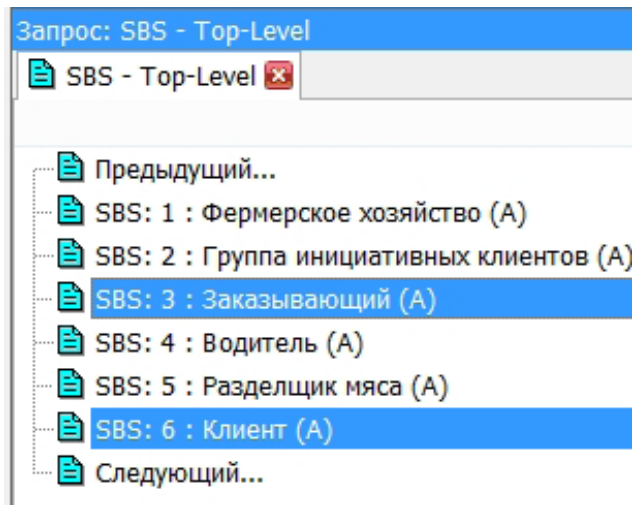 Запрос: SBS - Top-Level
SBS - Top-Level
Предыдущий...
SBS: 1 : Фермерское хозяйство (A)
SBS: 2 : Группа инициативных клиентов (A)
SBS: 3 : Заказывающий (A)
SBS: 4 : Водитель (A)
SBS: 5 : Разделщик мяса (A)
SBS: 6 : Клиент (A)
Следующий...